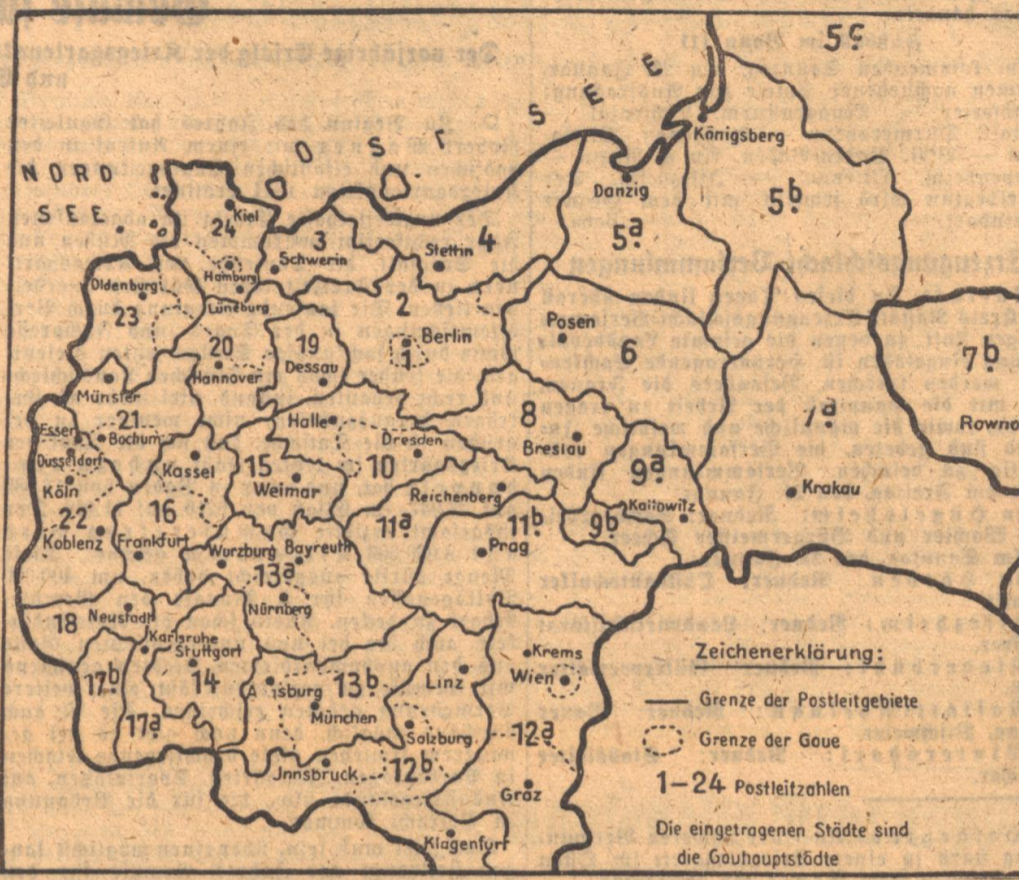 5c
OSTSEE
Königsberg
NORD
SEE
Danzig
5b
5a
Kiel
24
3
4
Schwerin
Stettin
Hamburg
Oldenburg
Lüneburg
23
2
Berlin
1
Posen
6
20
19
Hannover
Dessau
7b
Münster
21
Halle
8
7a
Rowno
Essen
Bochum
Dresden
Breslau
Düsseldorf
Kassel
15
10
9a
Köln
Weimar
Krakau
Reichenberg
Kattowitz
22
16
11a
11b
9b
Koblenz
Frankfurt
Wurzburg
Bayreuth
Prag
13a
Nürnberg
18
Neustadt
Karlsruhe
Stuttgart
Krems
Zeichenerklärung:
17b
14
Augsburg
13b
Linz
Wien
Grenze der Postleitgebiete
17a
München
Salzburg
12a
Grenze der Gaue
Jnnsbruck
12b
Graz
1-24 Postleitzahlen
Klagenfurt
Die eingetragenen Städte sind
die Gauhauptstädte